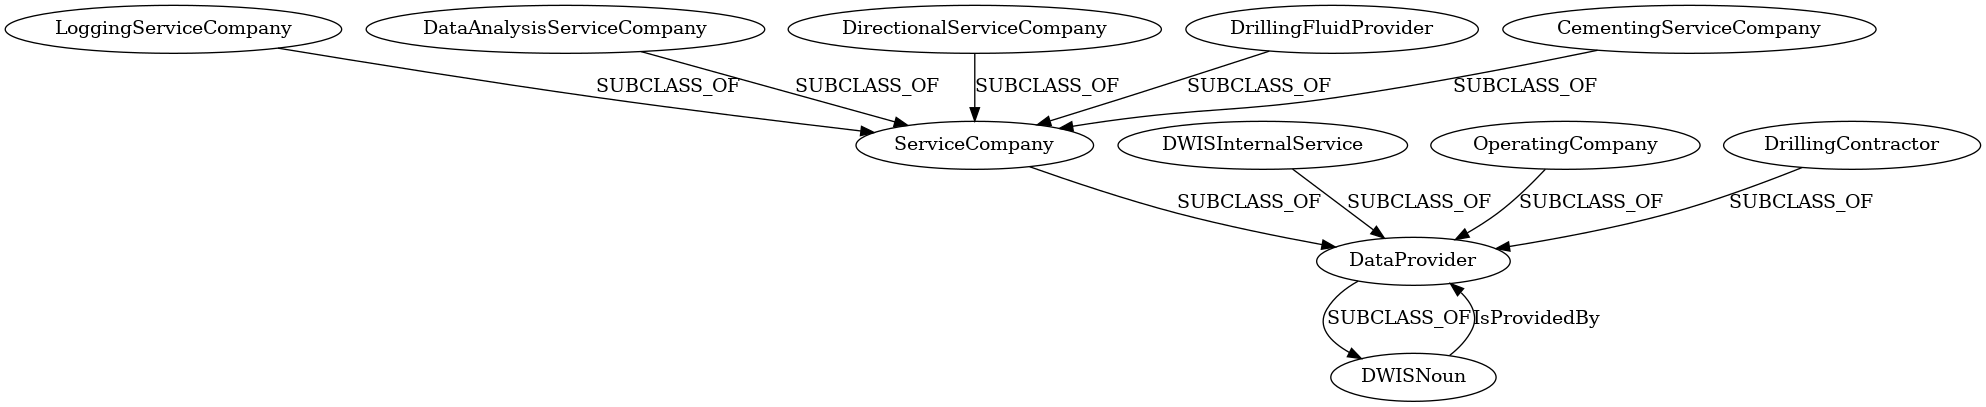 LoggingServiceCompany
DataAnalysisServiceCompany
DirectionalServiceCompany
DrillingFluidProvider
CementingServiceCompany
SUBCLASS_OF
SUBCLASS_OF
SUBCLASS_OF
SUBCLASS_OF
SUBCLASS_OF
ServiceCompany
DWISInternalService
OperatingCompany
DrillingContractor
SUBCLASS_OF
SUBCLASS_OF
SUBCLASS_OF
SUBCLASS_OF
DataProvider
SUBCLASS_OF
IsProvidedBy
DWISNoun